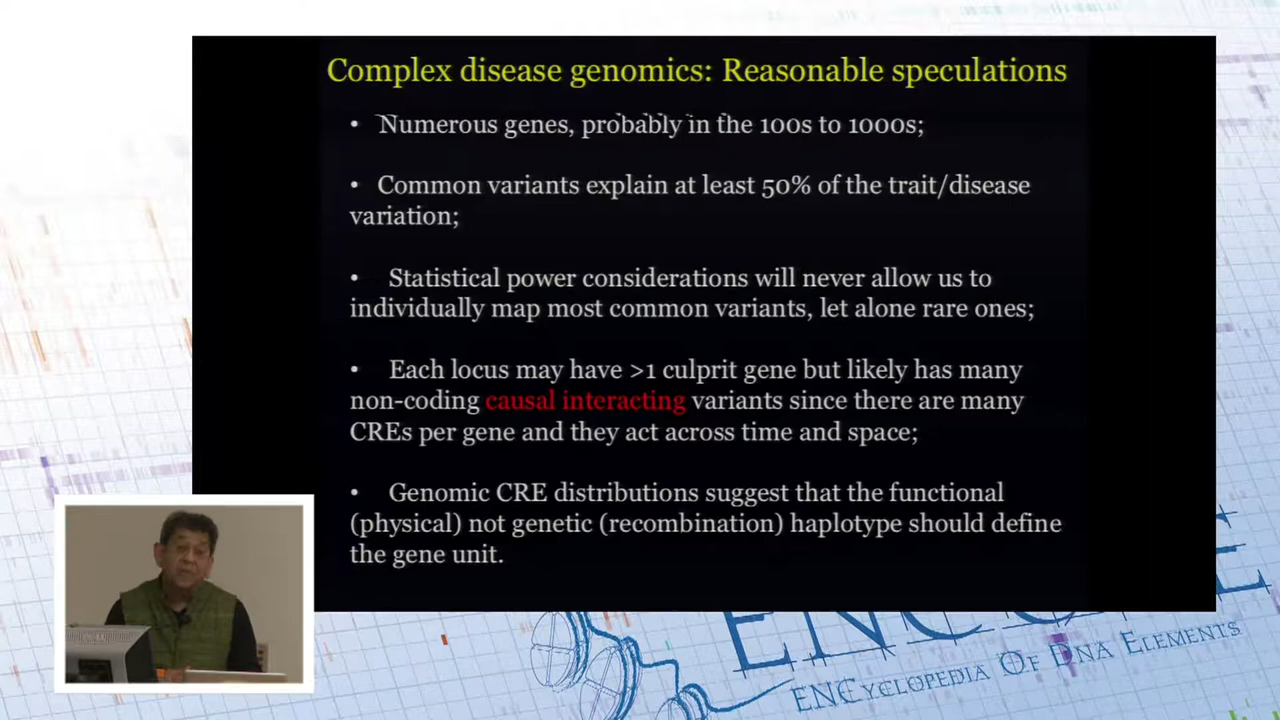 Complex disease genomics: Reasonable speculations
• Numerous genes, probably in the 100s to 1000s;
• Common variants explain at least 50% of the trait/disease
variation;
• Statistical power considerations will never allow us to
individually map most common variants, let alone rare ones;
• Each locus may have >1 culprit gene but likely has many
non-coding causal interacting variants since there are many
CREs per gene and they act across time and space;
• Genomic CRE distributions suggest that the functional
(physical) not genetic (recombination) haplotype should define
the gene unit.
ENCODE
ENCYCLOPEDIA OF DNA ELEMENTS